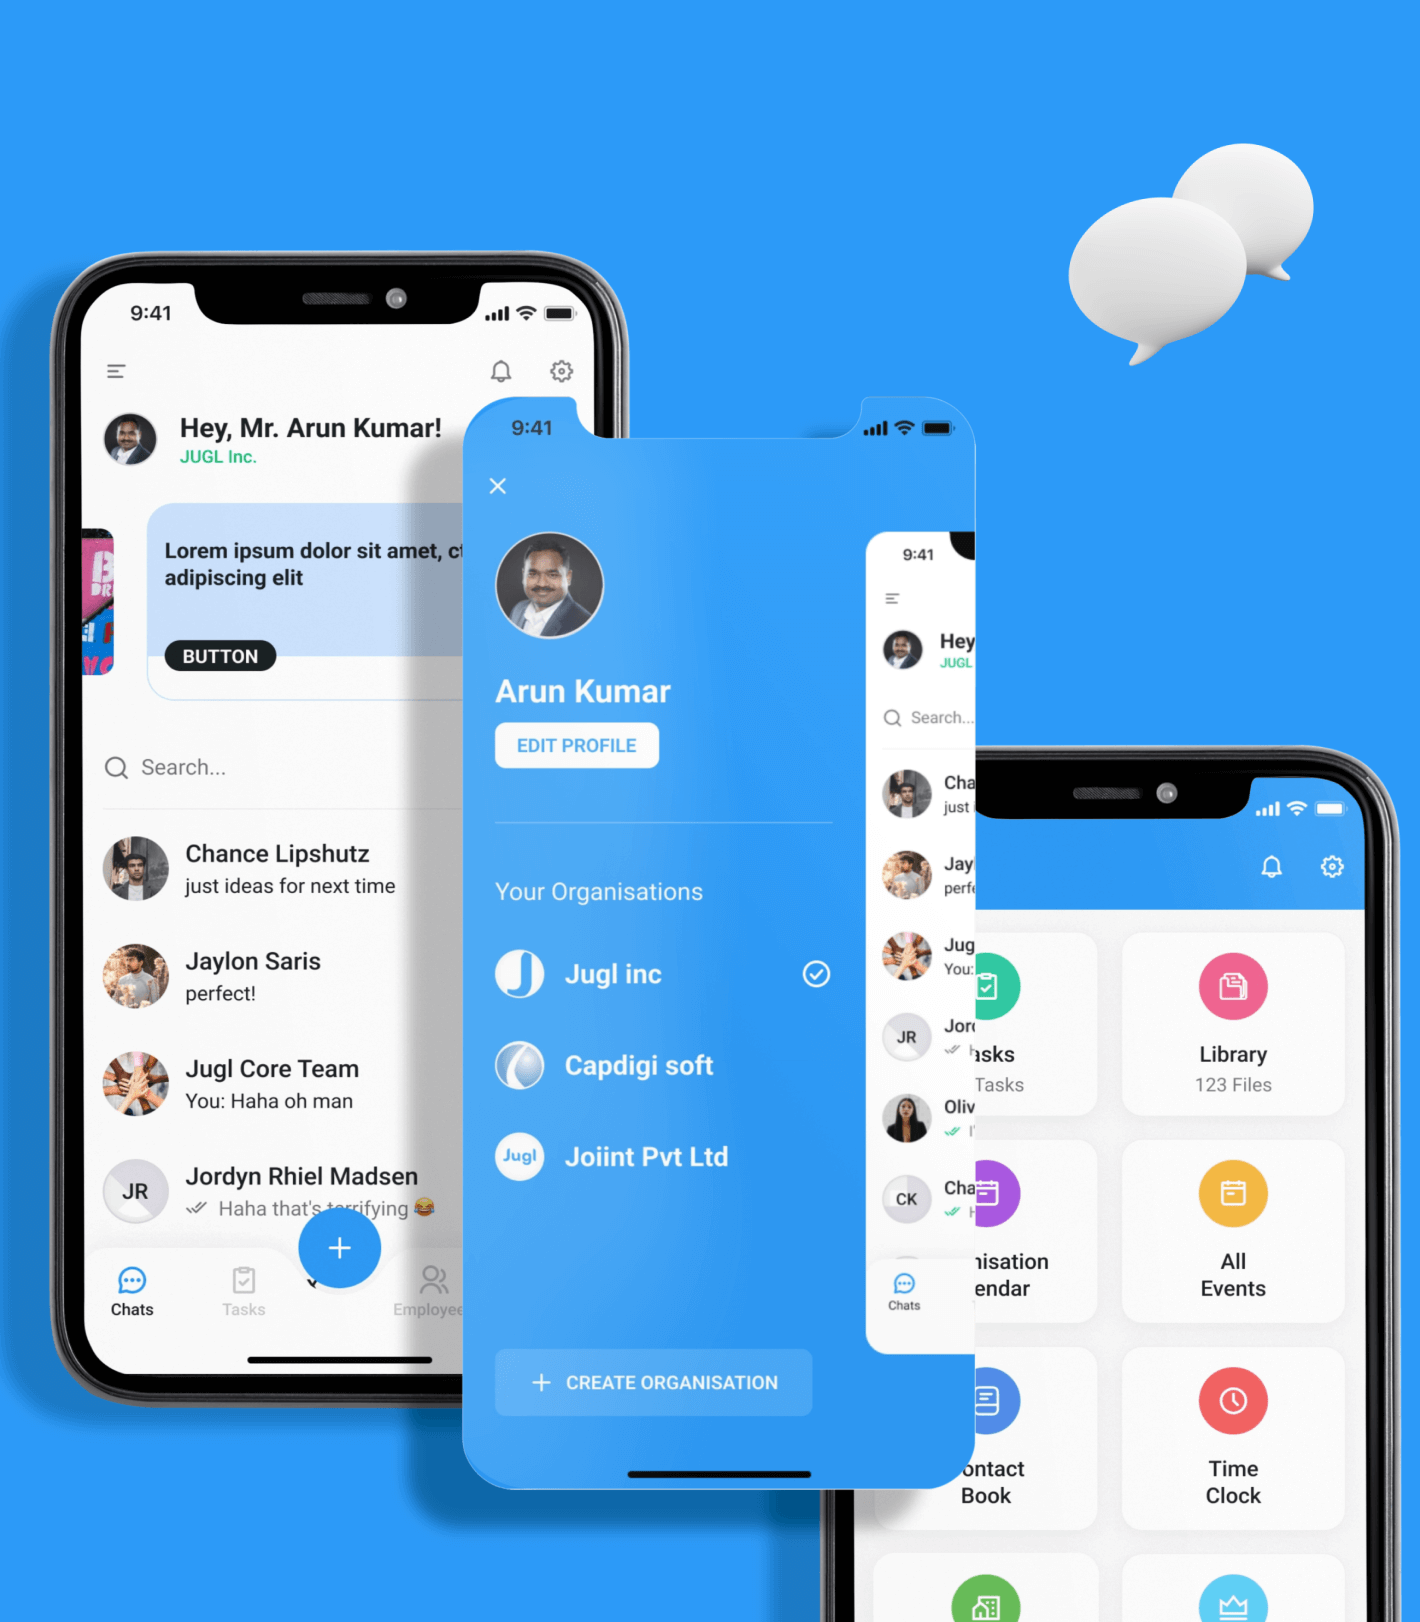 9:41
Hey, Mr. Arun Kumar!
JUGL Inc.
Lorem ipsum dolor sit amet,
adipiscing elit
BUTTON
Search...
Chance Lipshutz
just ideas for next time
Jaylon Saris
perfect!
Jugl Core Team
You: Haha oh man
JR
Jordyn Rhiel Madsen
Haha that's terrifying 😂
Chats
Tasks
Employee
9:41
Arun Kumar
EDIT PROFILE
Your Organisations
Jugl inc
Capdigi soft
Jugl
Joiint Pvt Ltd
+ CREATE ORGANISATION
9:41
Hey
JUGL
Search...
Cha
just
Jay
perfe
Jug
You:
JR
Jord
Oliv
CK
Cha
Chats
asks
Tasks
Library
123 Files
nisation
endar
All
Events
ontact
Book
Time
Clock